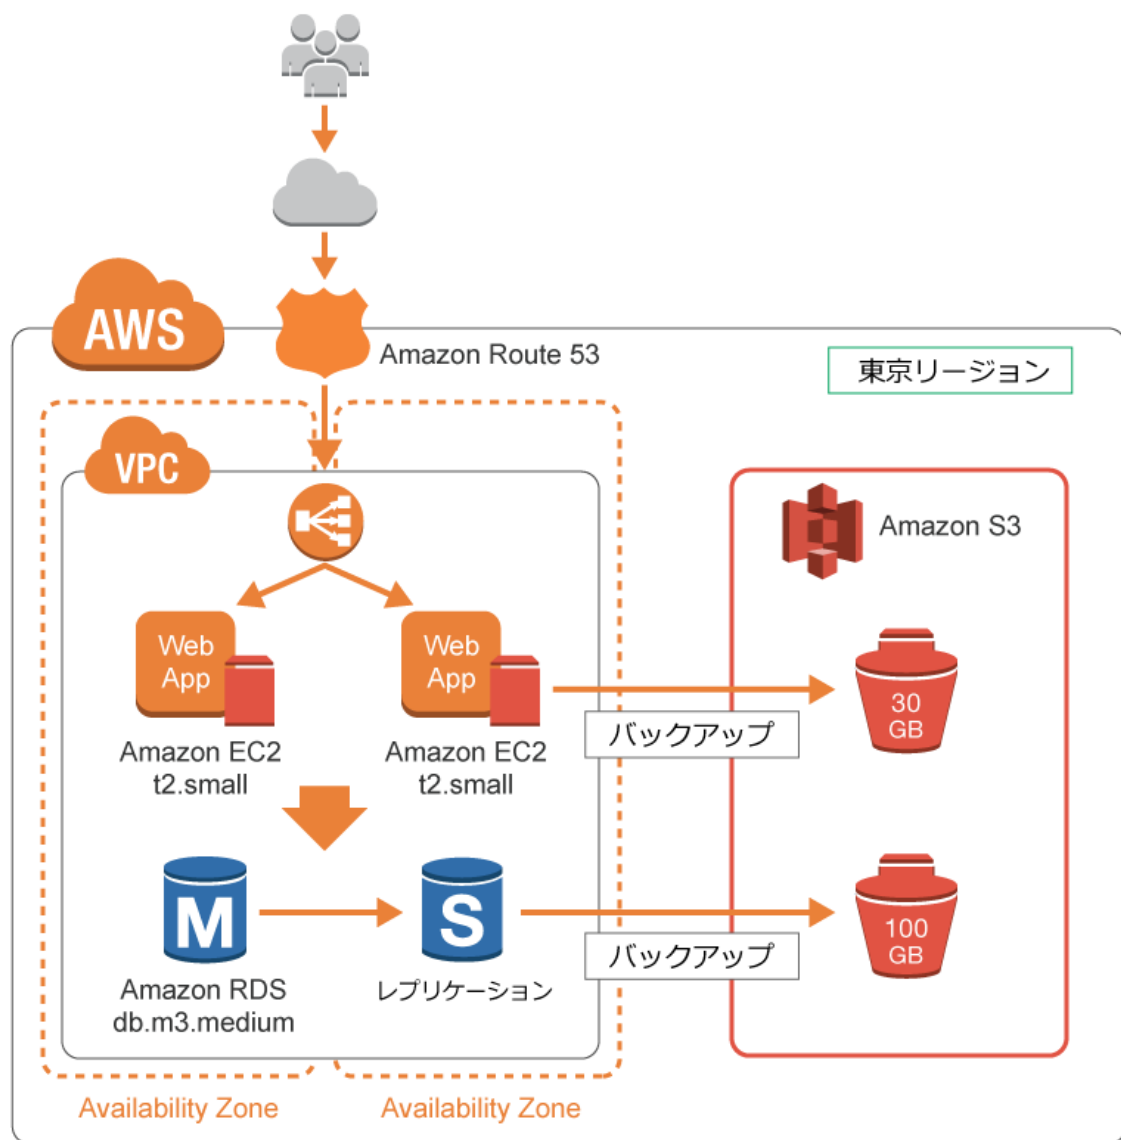 AWS
Amazon Route 53
東京リージョン
VPC
Amazon S3
Web
App
Web
App
30
GB
バックアップ
Amazon EC2
t2.small
Amazon EC2
t2.small
M
S
100
GB
バックアップ
Amazon RDS
db.m3.medium
レプリケーション
Availability Zone
Availability Zone